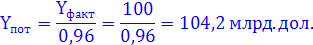 Yпот = Yфакт/0,96 = 100/0,96 = 104,2 млрд. дол.